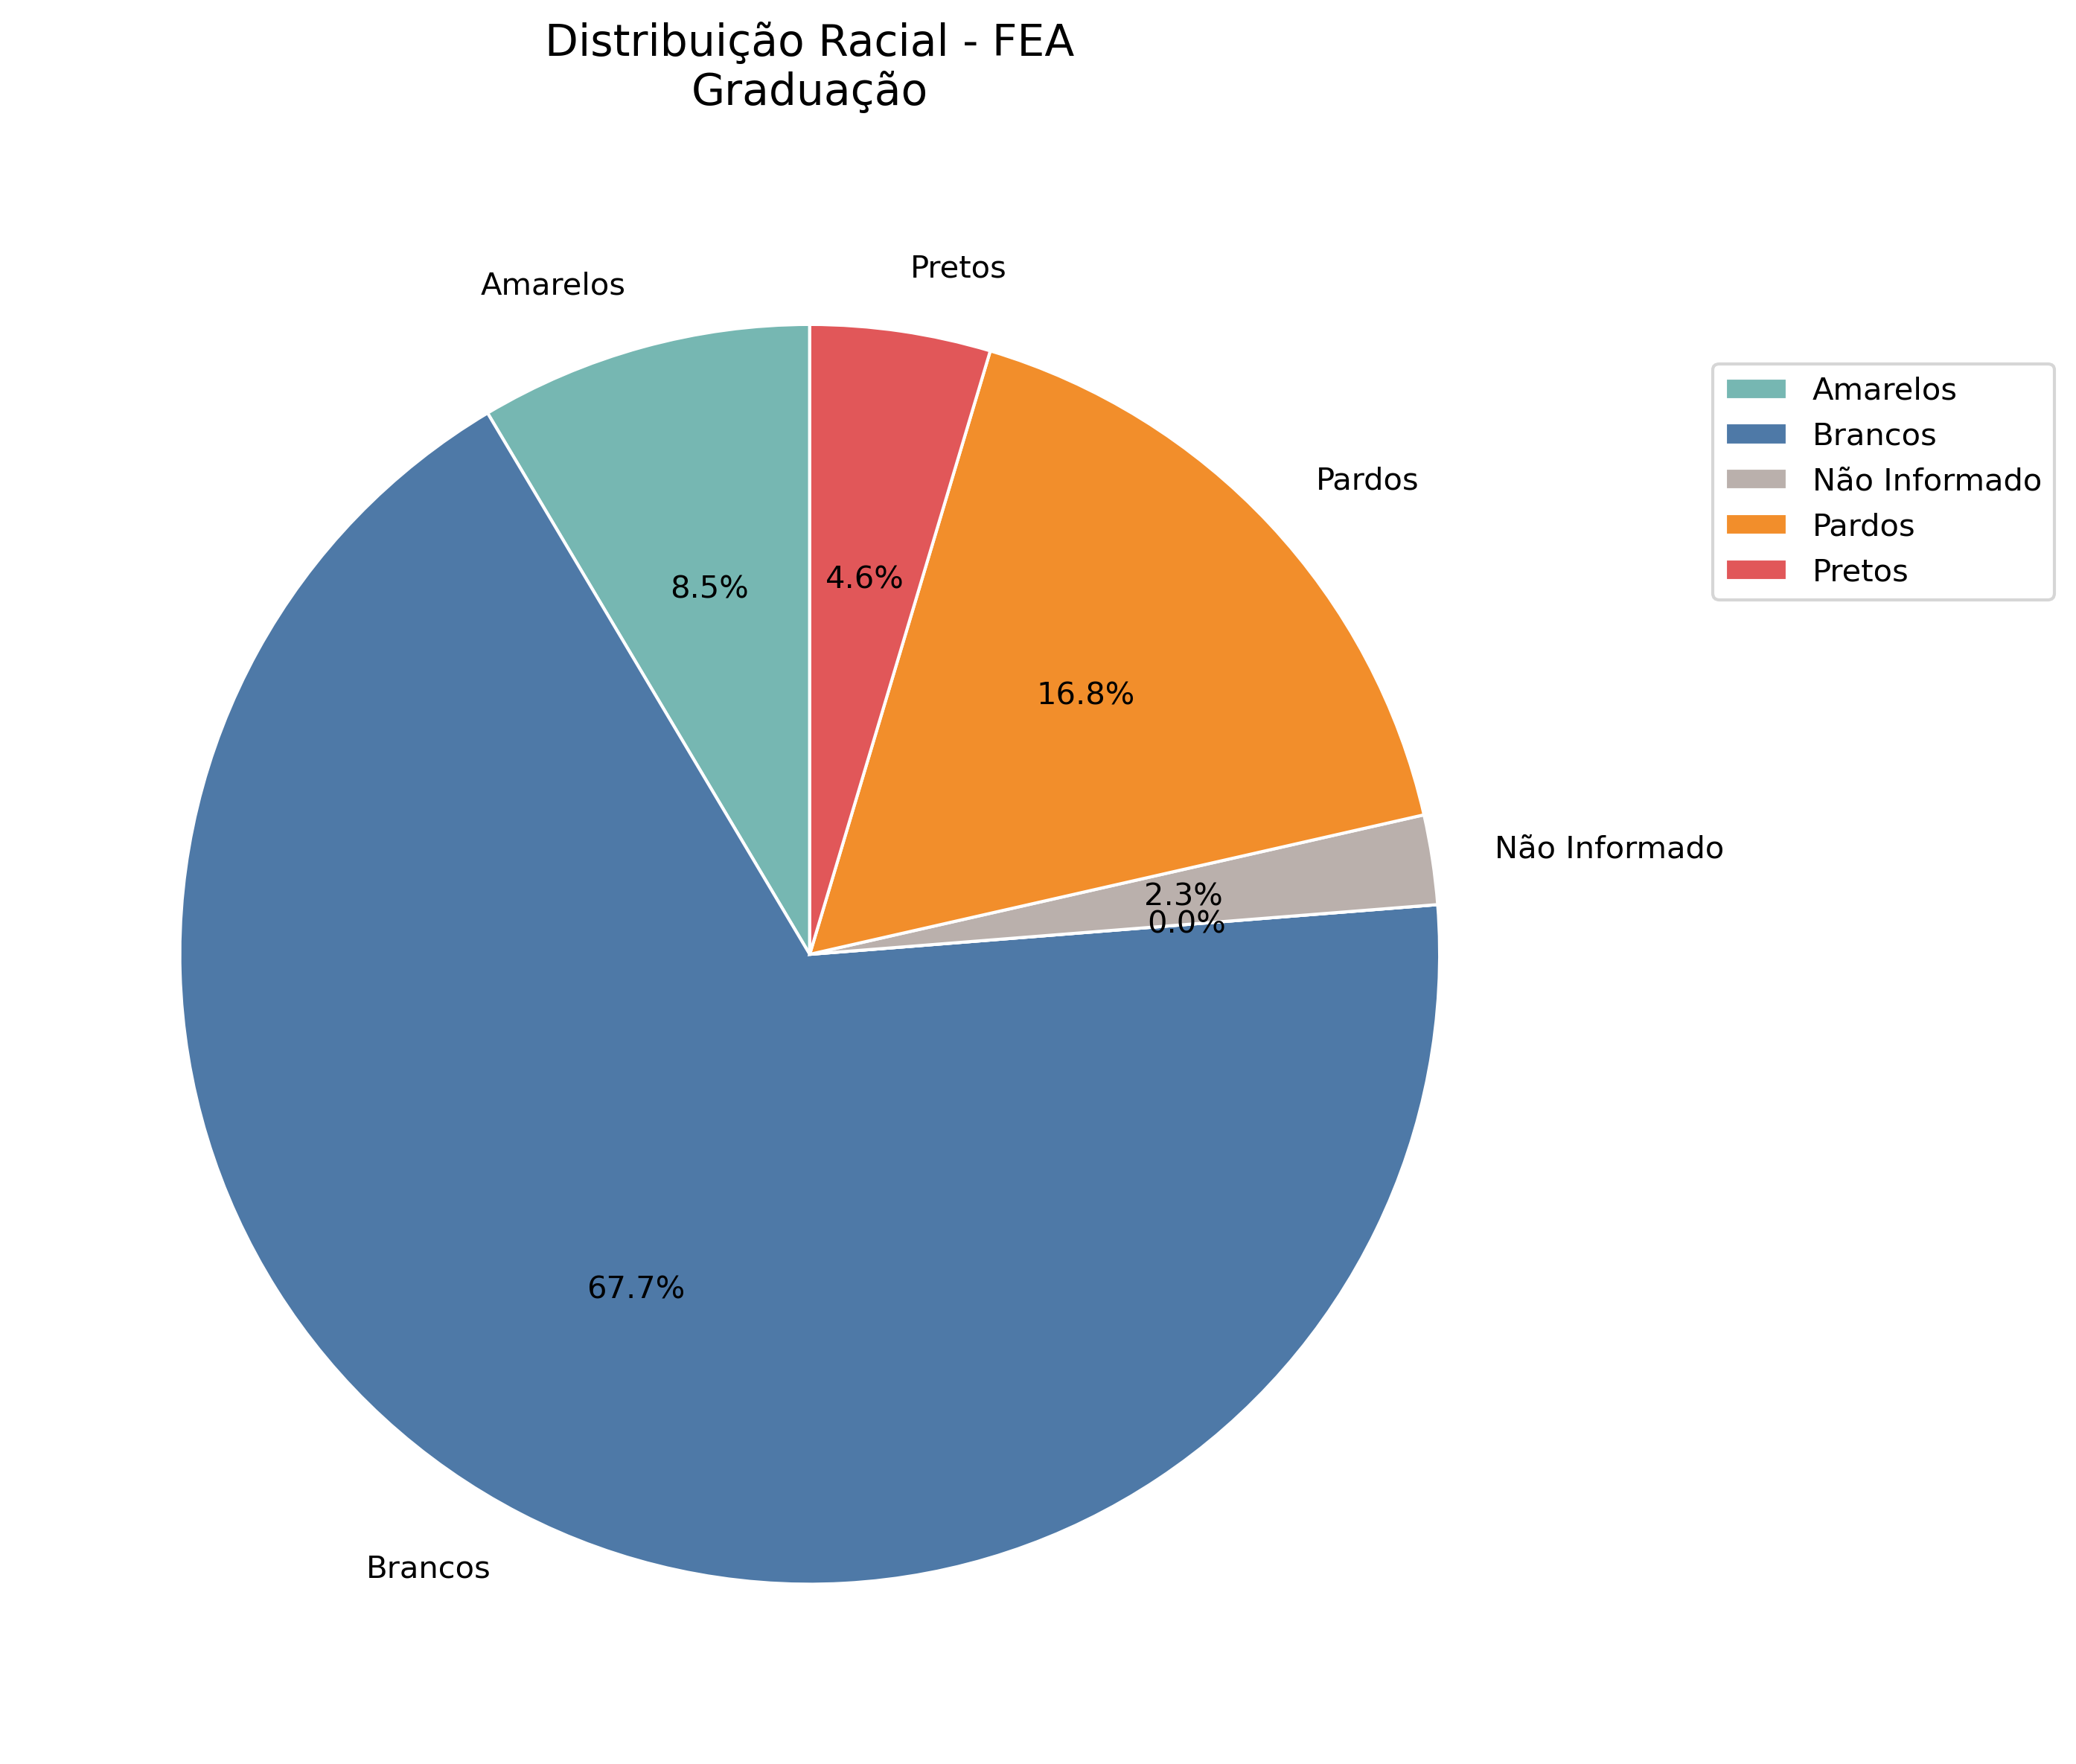 Distribuição Racial - FEA
Graduação
Pretos
Amarelos
Amarelos
Brancos
Não Informado
Pardos
Pretos
Pardos
4.6%
8.5%
16.8%
Não Informado
2.3%
0.0%
67.7%
Brancos